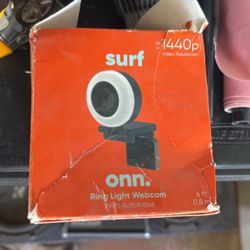 surf
1440p
Video Resolution
onn.
Ring Light Webcam
With Autofocus
6 ft
(1.8 m